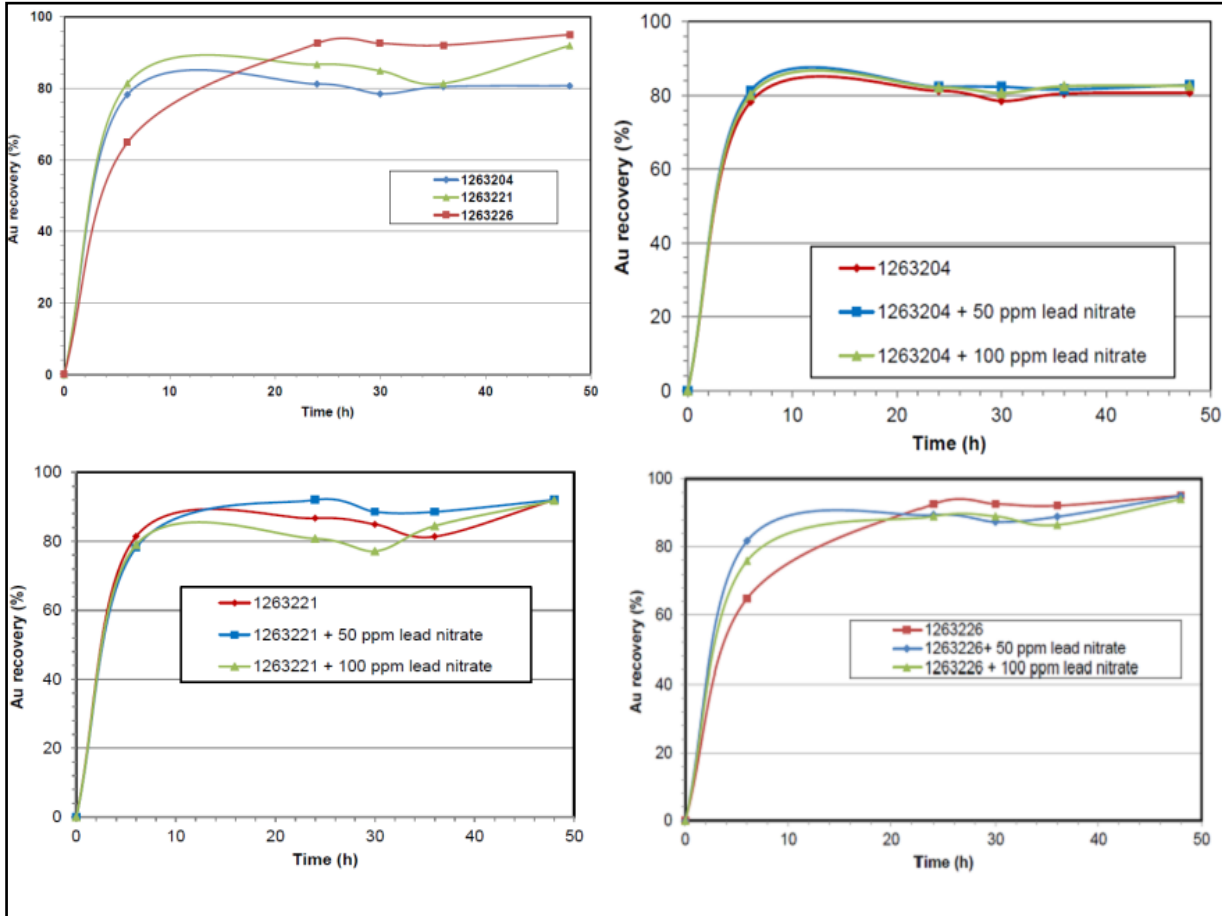 100
80
60
40
20
0
Au recovery (%)
1263204
1263221
1263226
0 10 20 30 40 50
Time (h)
100
80
60
40
20
0
Au recovery (%)
1263204
1263204 + 50 ppm lead nitrate
1263204 + 100 ppm lead nitrate
0 10 20 30 40 50
Time (h)
100
80
60
40
20
0
Au recovery (%)
1263221
1263221 + 50 ppm lead nitrate
1263221 + 100 ppm lead nitrate
0 10 20 30 40 50
Time (h)
100
80
60
40
20
0
Au recovery (%)
1263226
1263226+ 50 ppm lead nitrate
1263226 + 100 ppm lead nitrate
0 10 20 30 40 50
Time (h)